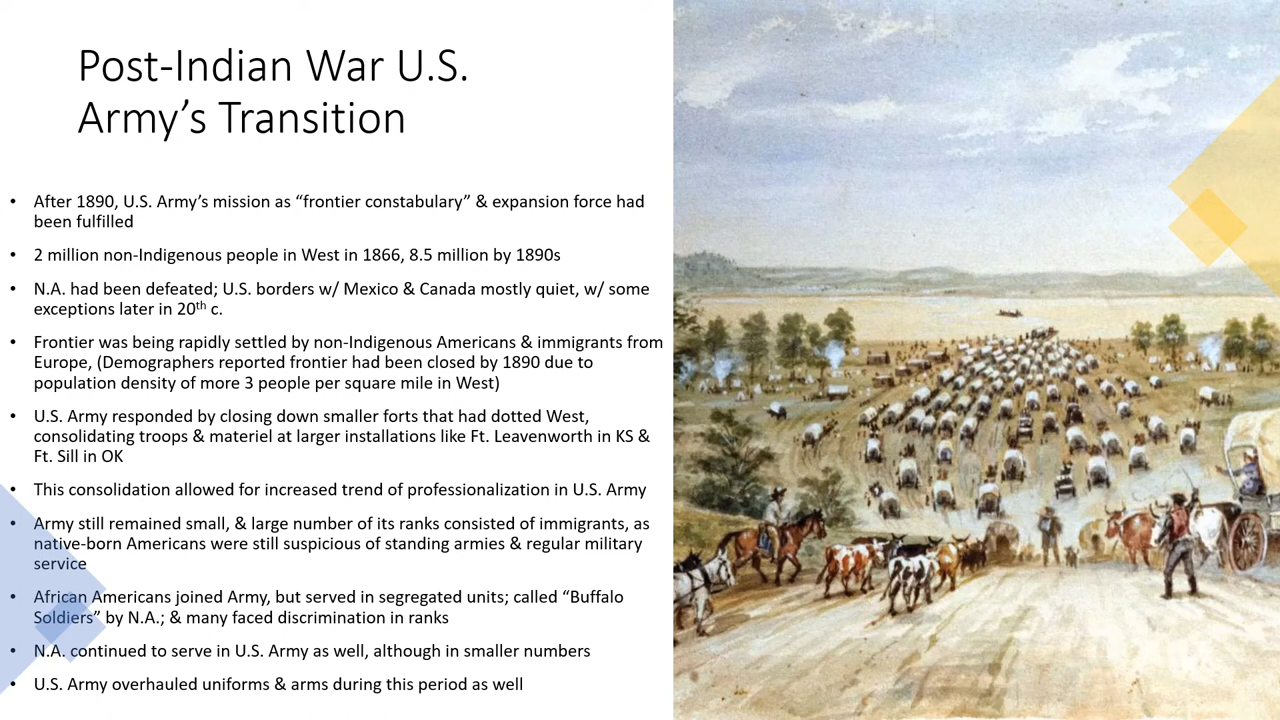 Post-Indian War U.S.
Army’s Transition
• After 1890, U.S. Army’s mission as “frontier constabulary” & expansion force had
been fulfilled
• 2 million non-Indigenous people in West in 1866, 8.5 million by 1890s
• N.A. had been defeated; U.S. borders w/ Mexico & Canada mostly quiet, w/ some
exceptions later in 20th c.
• Frontier was being rapidly settled by non-Indigenous Americans & immigrants from
Europe, (Demographers reported frontier had been closed by 1890 due to
population density of more 3 people per square mile in West)
• U.S. Army responded by closing down smaller forts that had dotted West,
consolidating troops & materiel at larger installations like Ft. Leavenworth in KS &
Ft. Sill in OK
• This consolidation allowed for increased trend of professionalization in U.S. Army
• Army still remained small, & large number of its ranks consisted of immigrants, as
native-born Americans were still suspicious of standing armies & regular military
service
• African Americans joined Army, but served in segregated units; called “Buffalo
Soldiers” by N.A.; & many faced discrimination in ranks
• N.A. continued to serve in U.S. Army as well, although in smaller numbers
• U.S. Army overhauled uniforms & arms during this period as well